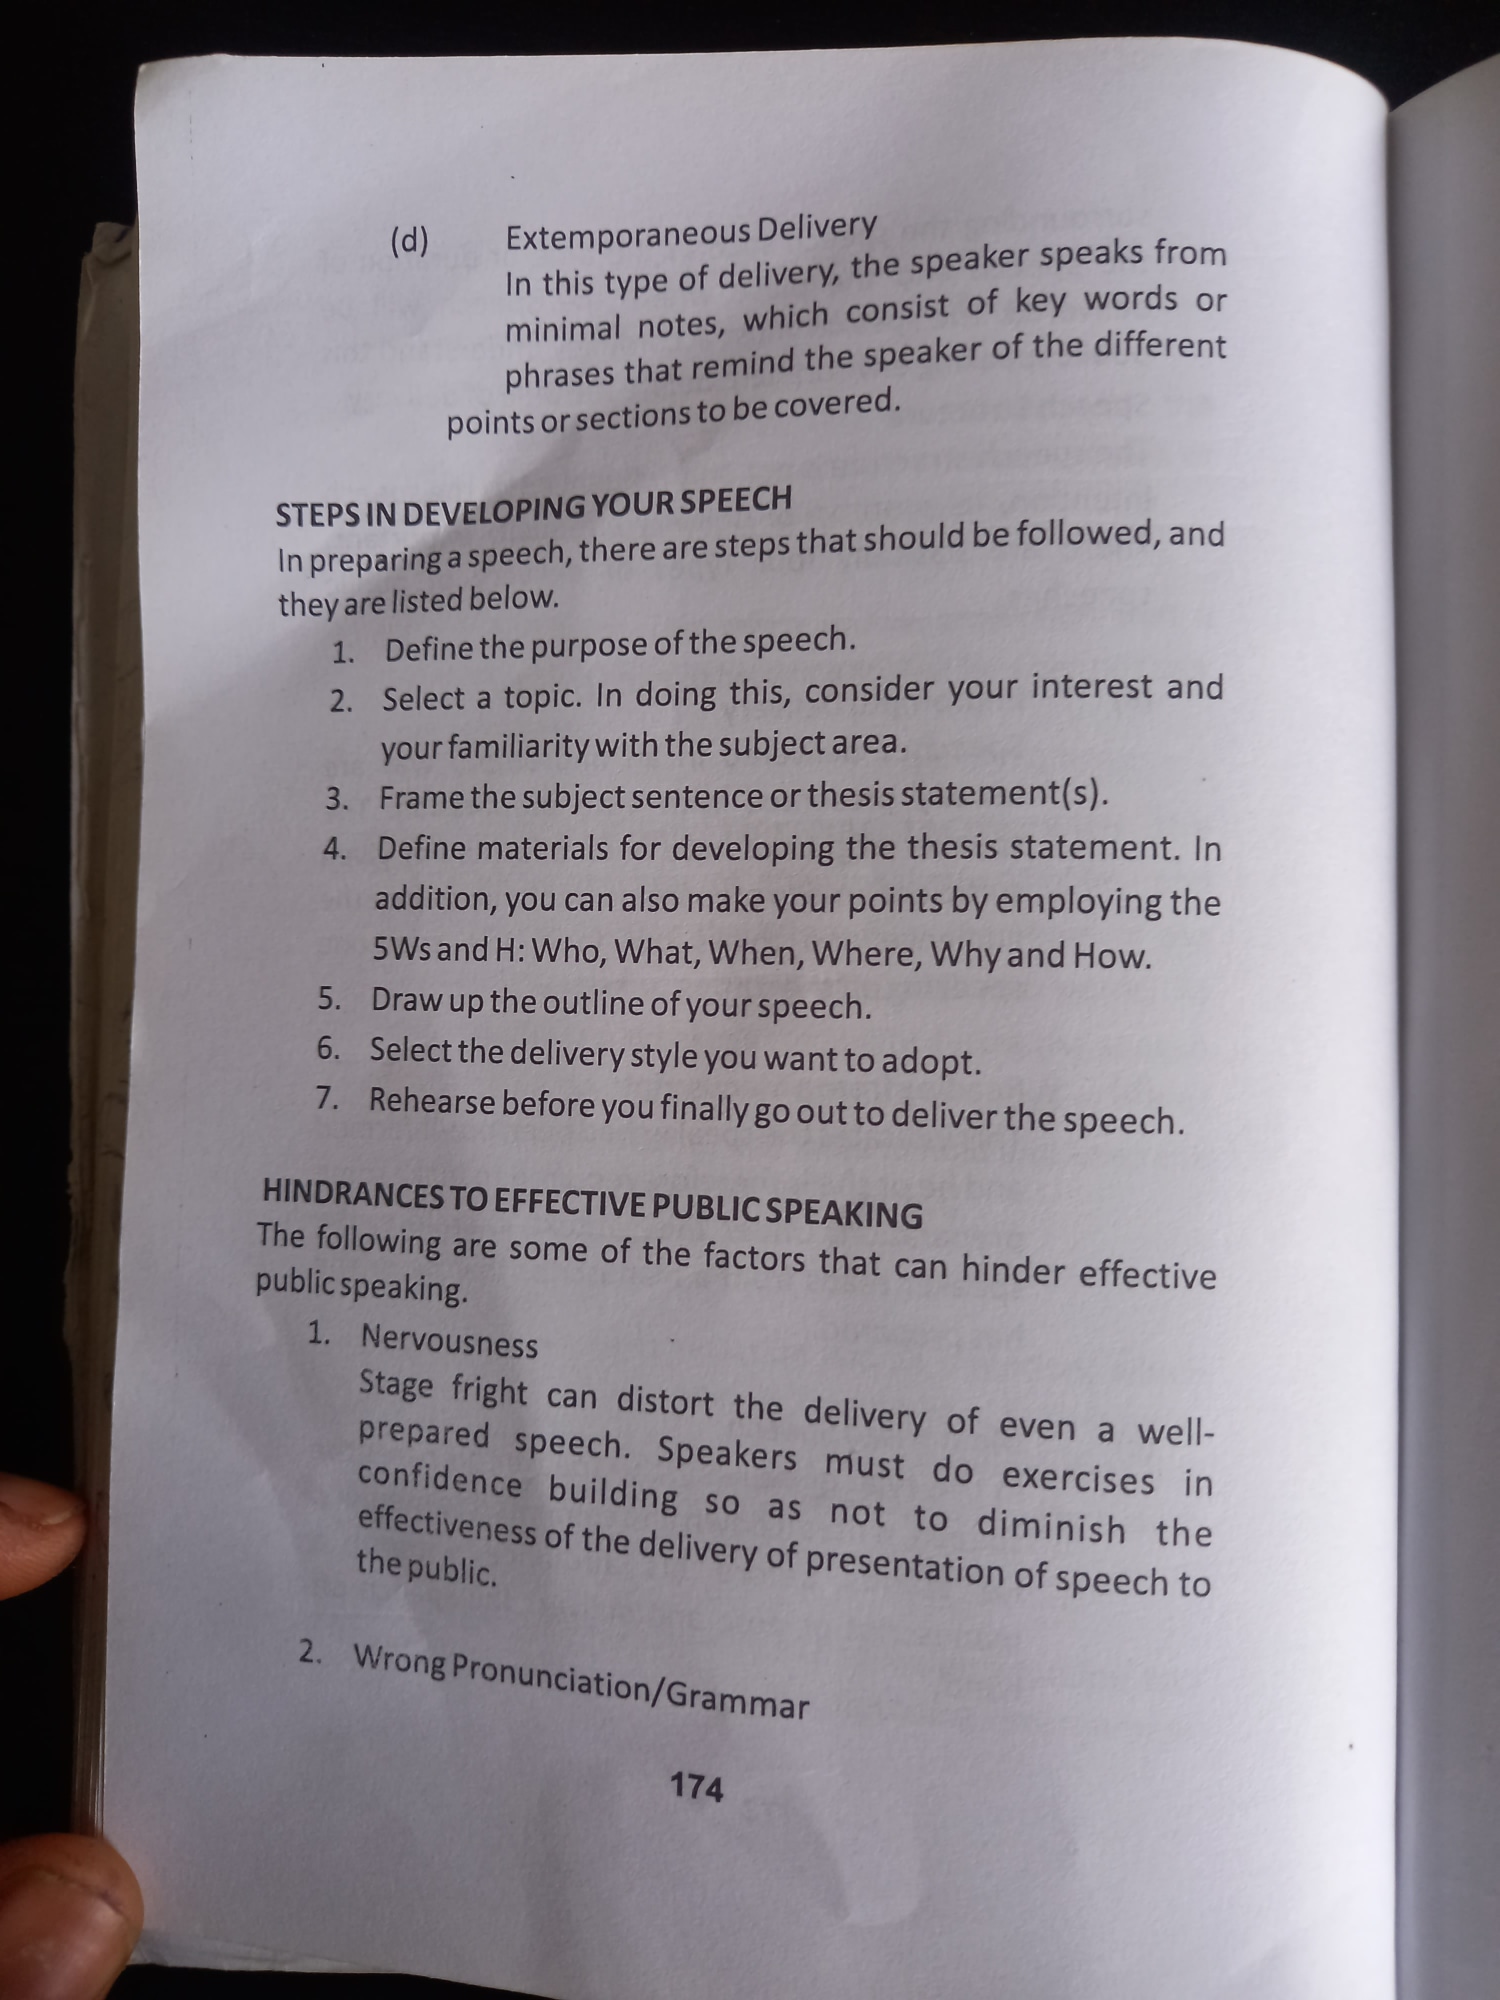 (d) Extemporaneous Delivery
In this type of delivery, the speaker speaks from
minimal notes, which consist of key words or
phrases that remind the speaker of the different
points or sections to be covered.
STEPS IN DEVELOPING YOUR SPEECH
In preparing a speech, there are steps that should be followed, and
they are listed below.
1. Define the purpose of the speech.
2. Select a topic. In doing this, consider your interest and
your familiarity with the subject area.
3. Frame the subject sentence or thesis statement(s).
4. Define materials for developing the thesis statement. In
addition, you can also make your points by employing the
5Ws and H: Who, What, When, Where, Why and How.
5. Draw up the outline of your speech.
6. Select the delivery style you want to adopt.
7. Rehearse before you finally go out to deliver the speech.
HINDRANCES TO EFFECTIVE PUBLIC SPEAKING
The following are some of the factors that can hinder effective
public speaking.
1. Nervousness
Stage fright can distort the delivery of even a well-
prepared speech. Speakers must do exercises in
confidence building so as not to diminish the
effectiveness of the delivery of presentation of speech to
the public.
2. Wrong Pronunciation/Grammar
174